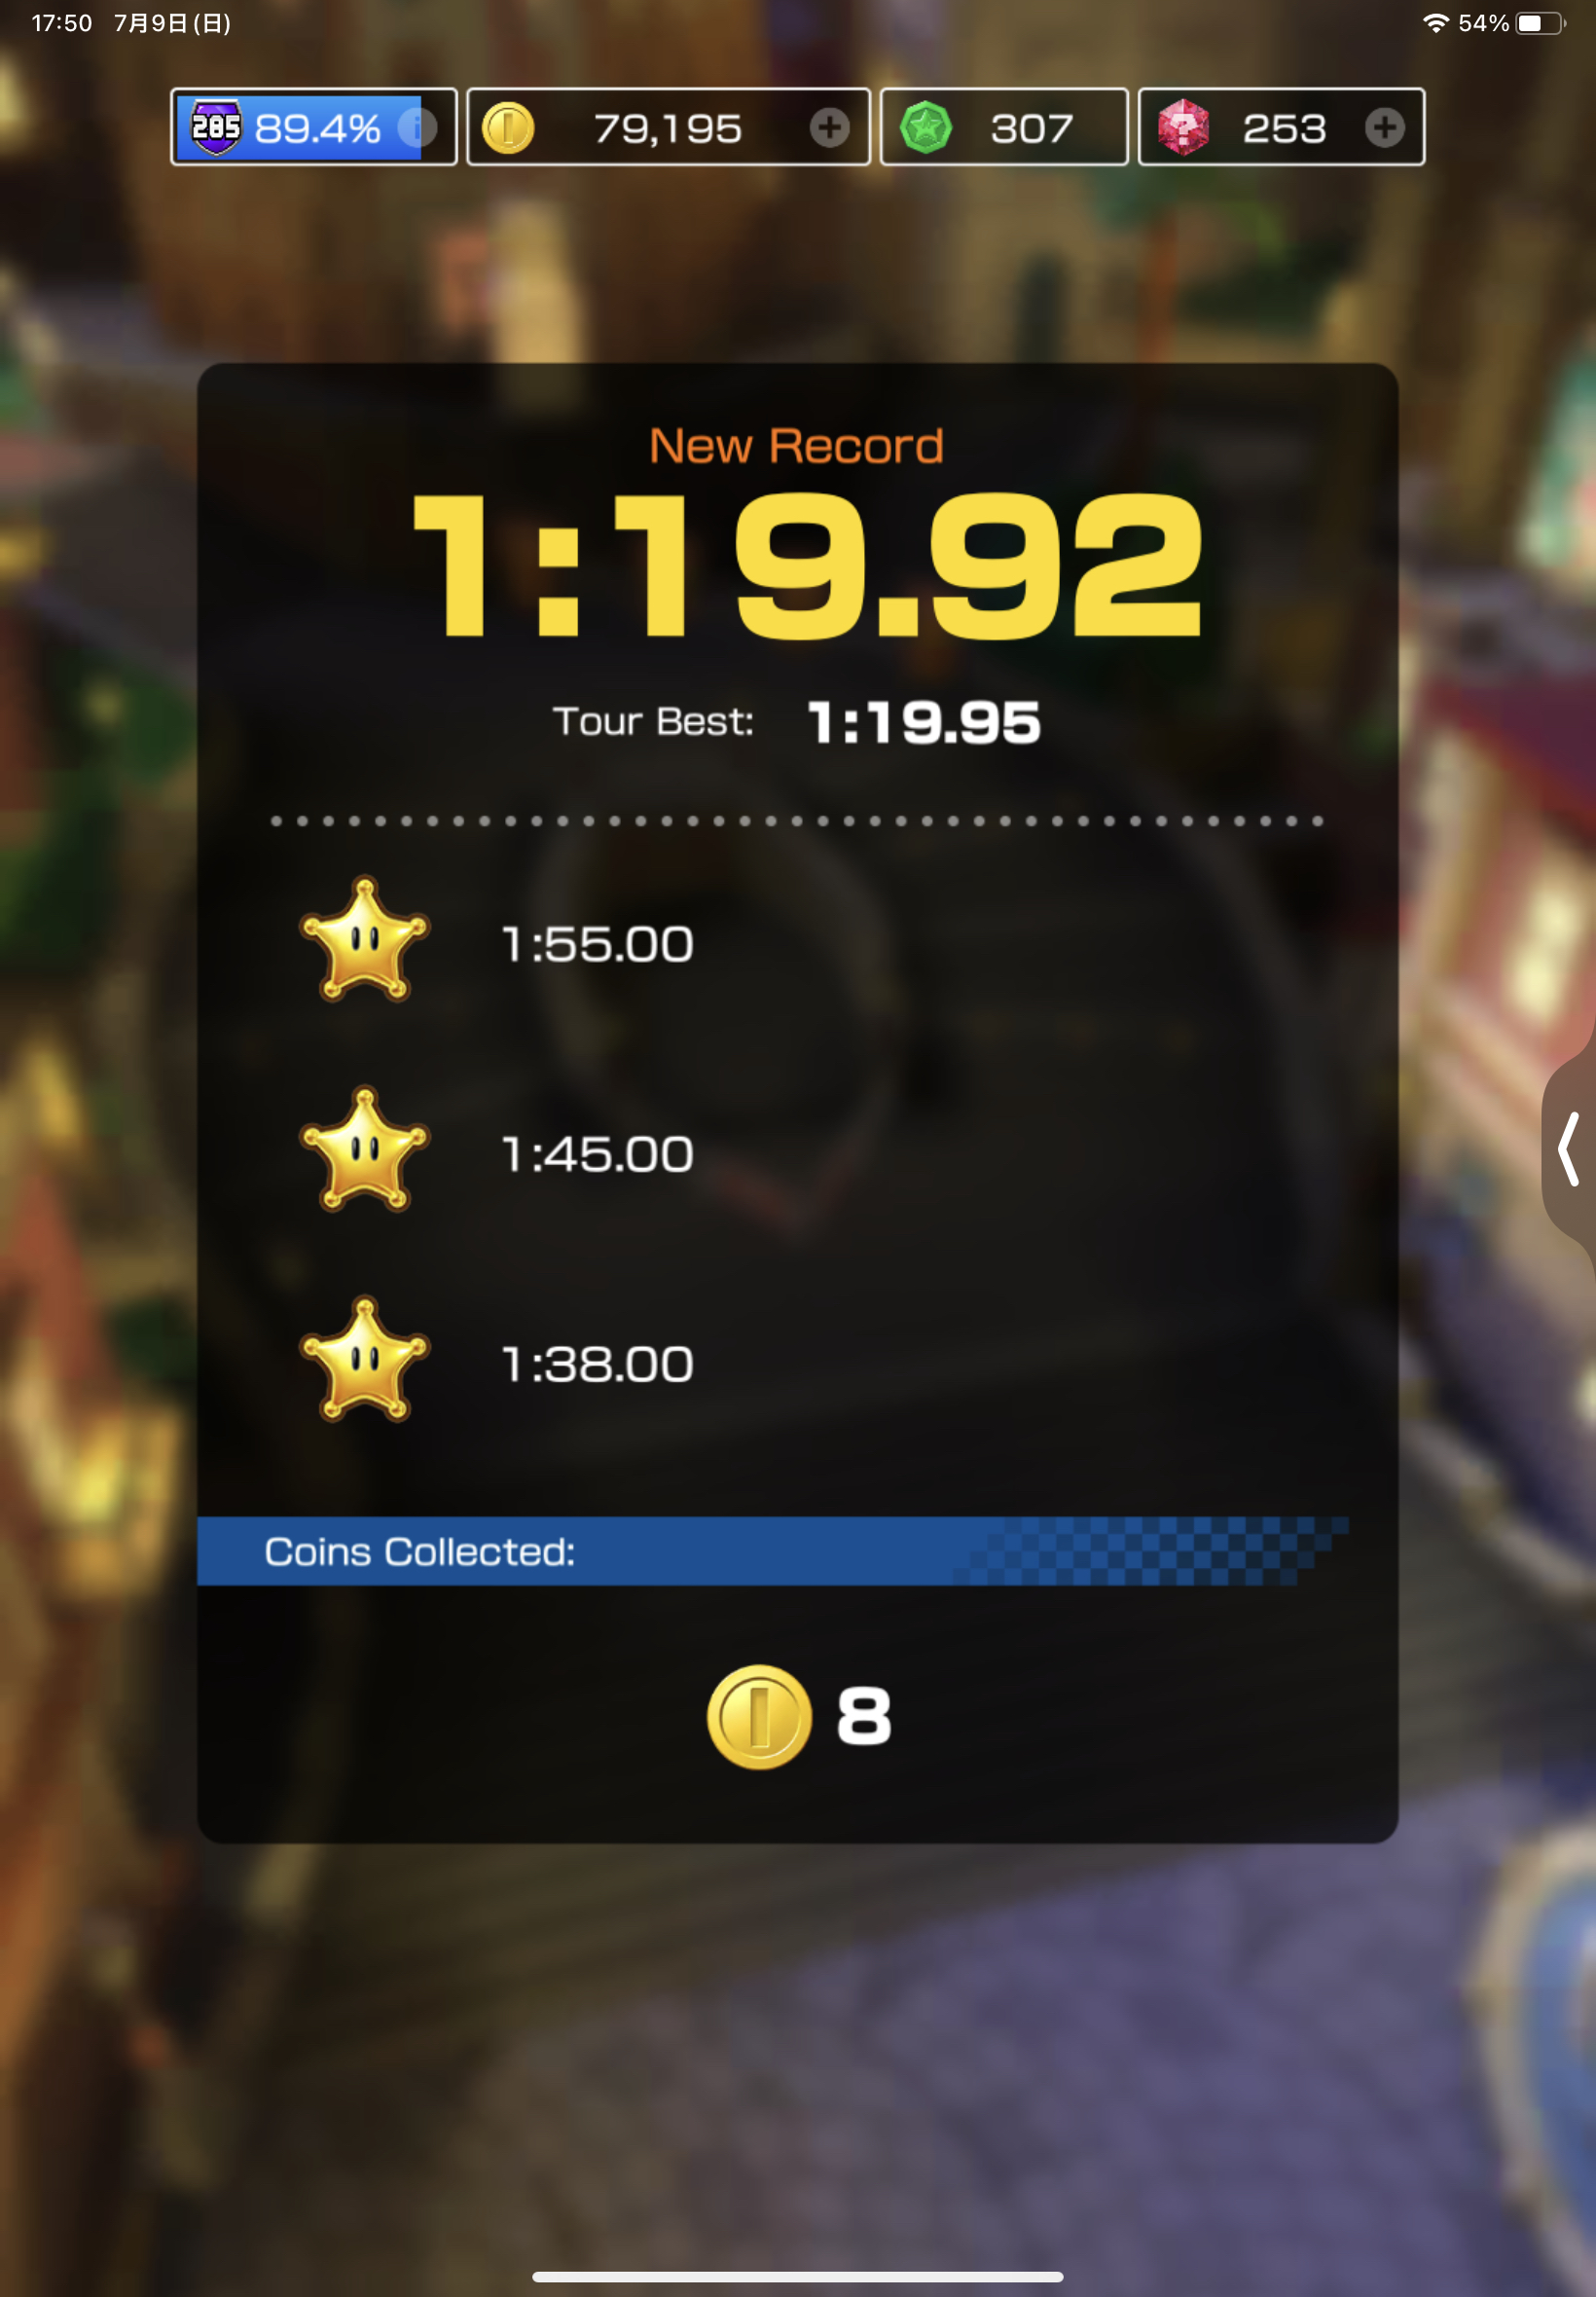 17:50 7月9日(日) 54%
285 89.4% i 79,195 + 307 ? 253 +
New Record
1:19.92
Tour Best: 1:19.95
1:55.00
1:45.00
1:38.00
Coins Collected:
8